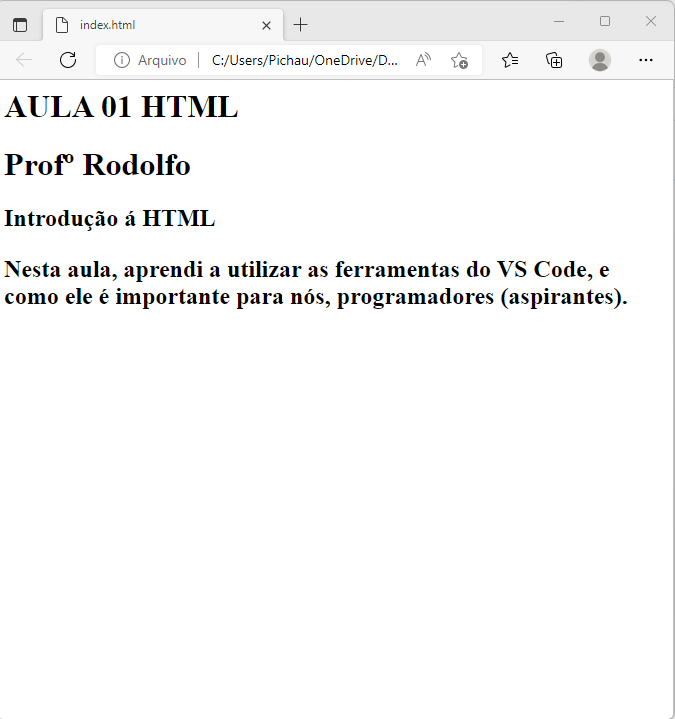 index.html
Arquivo | C:/Users/Pichau/OneDrive/D...
AULA 01 HTML
Profº Rodolfo
Introdução á HTML
Nesta aula, aprendi a utilizar as ferramentas do VS Code, e
como ele é importante para nós, programadores (aspirantes).